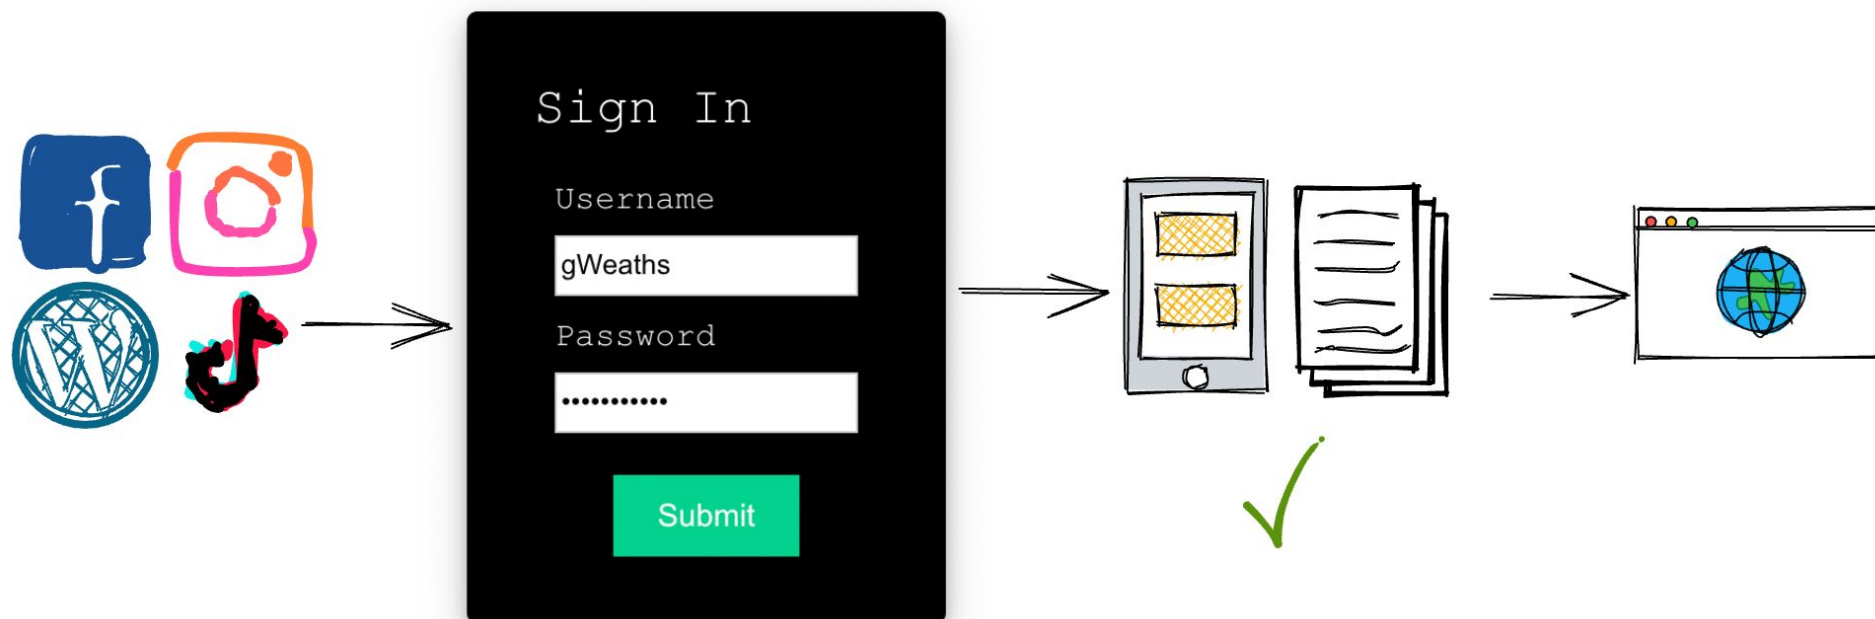 f
W
Sign In
Username
gWeaths
Password
•••••••••••
Submit